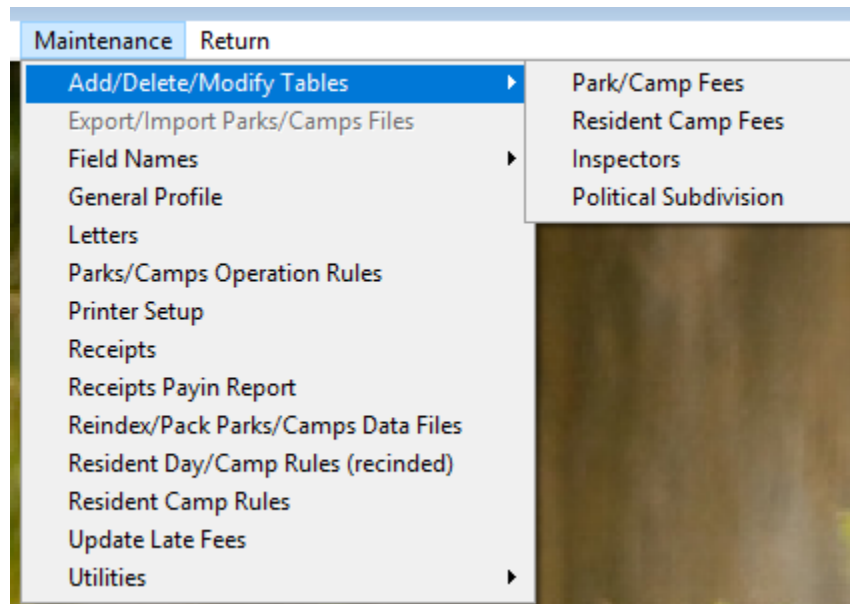 Maintenance Return
Add/Delete/Modify Tables
Export/Import Parks/Camps Files
Field Names
General Profile
Letters
Parks/Camps Operation Rules
Printer Setup
Receipts
Receipts Payin Report
Reindex/Pack Parks/Camps Data Files
Resident Day/Camp Rules (recinded)
Resident Camp Rules
Update Late Fees
Utilities
Park/Camp Fees
Resident Camp Fees
Inspectors
Political Subdivision